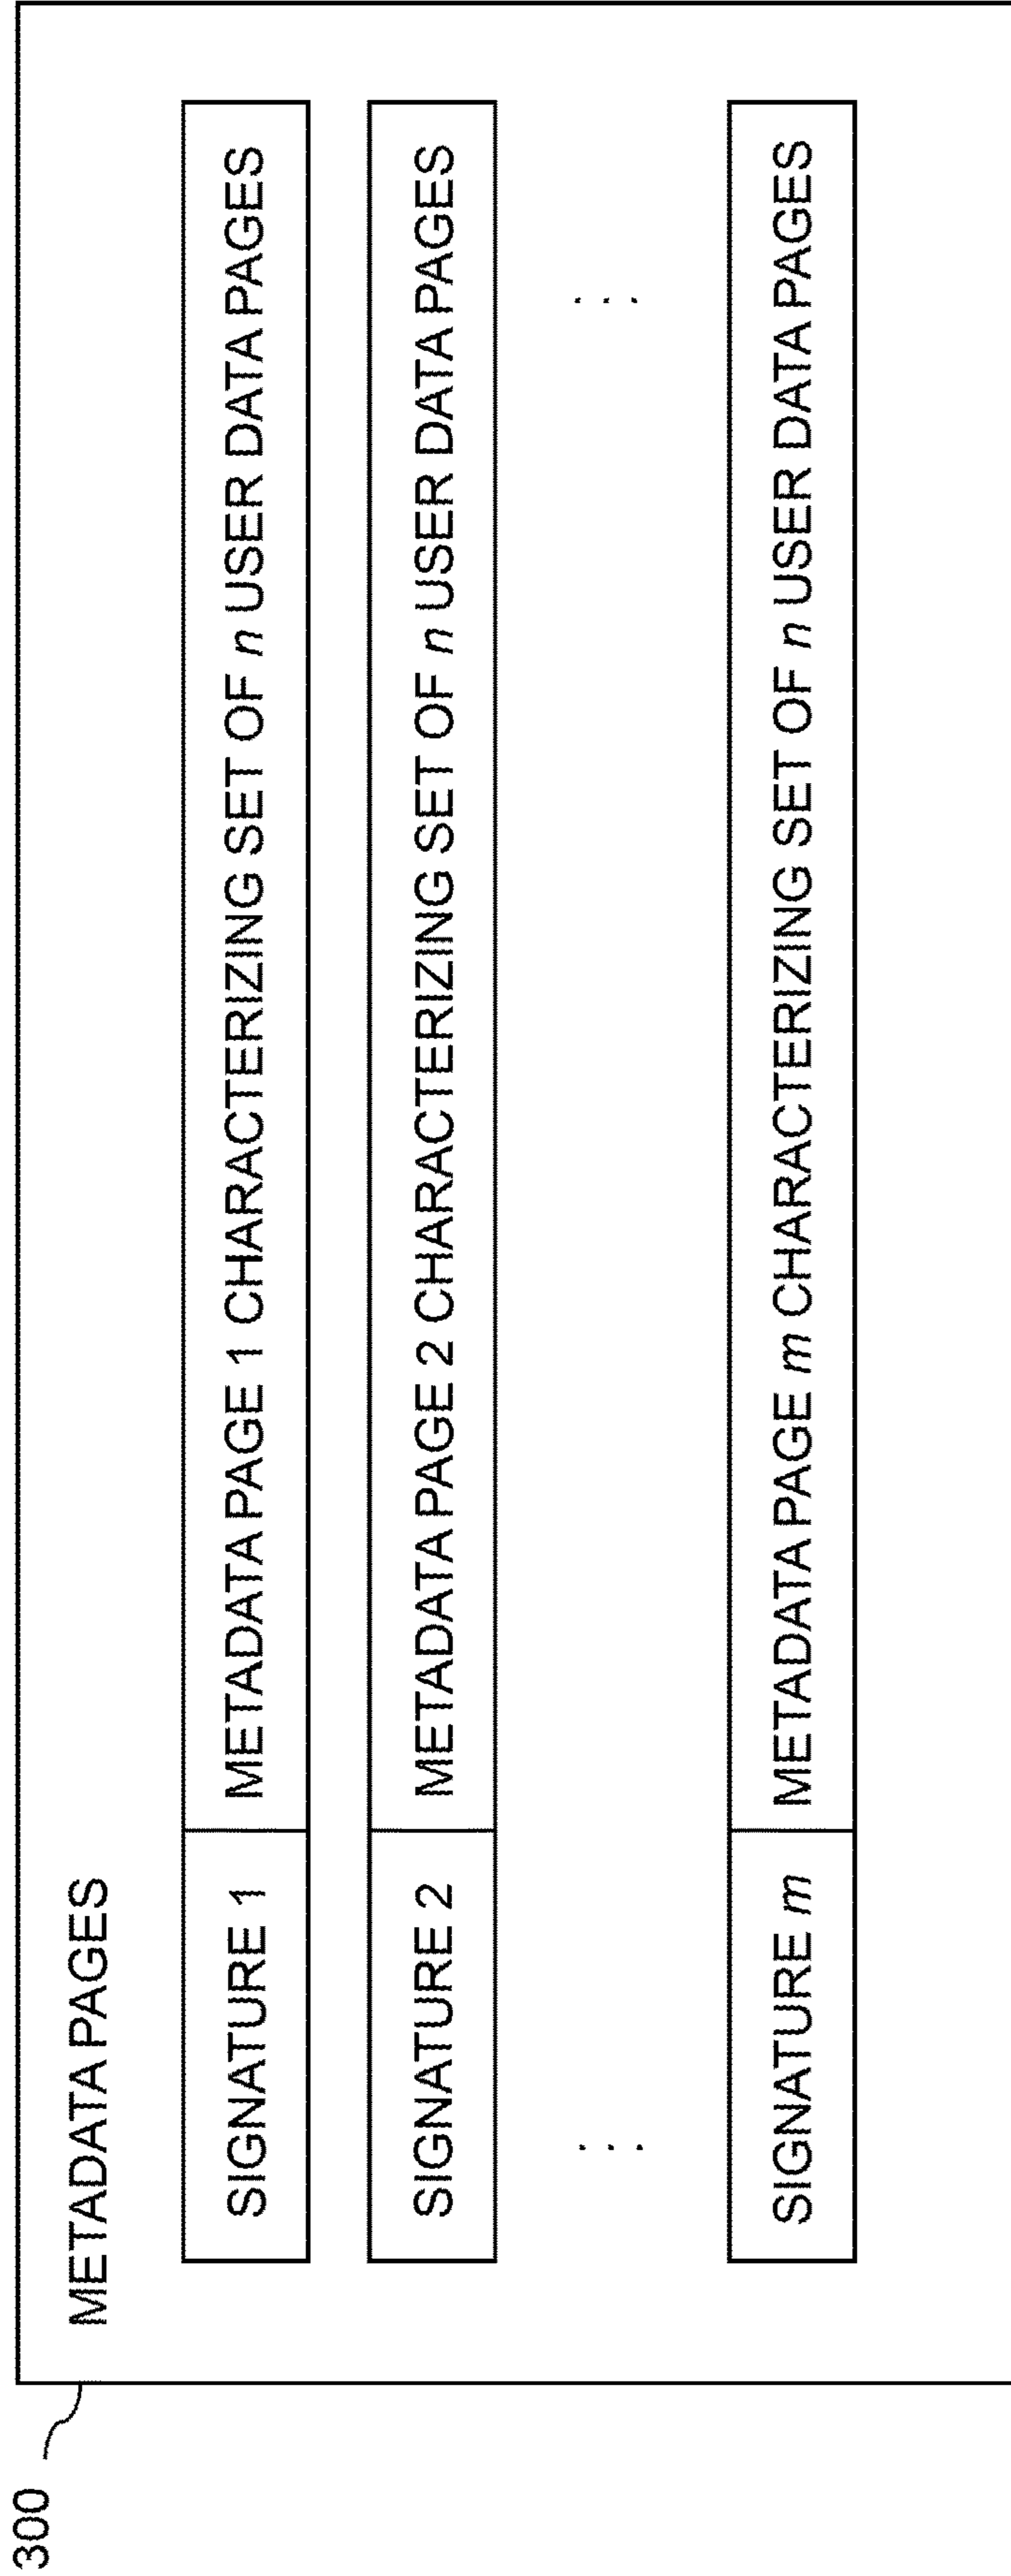 300
METADATA PAGES
SIGNATURE 1 METADATA PAGE 1 CHARACTERIZING SET OF n USER DATA PAGES
SIGNATURE 2 METADATA PAGE 2 CHARACTERIZING SET OF n USER DATA PAGES
. . . . . .
SIGNATURE m METADATA PAGE m CHARACTERIZING SET OF n USER DATA PAGES